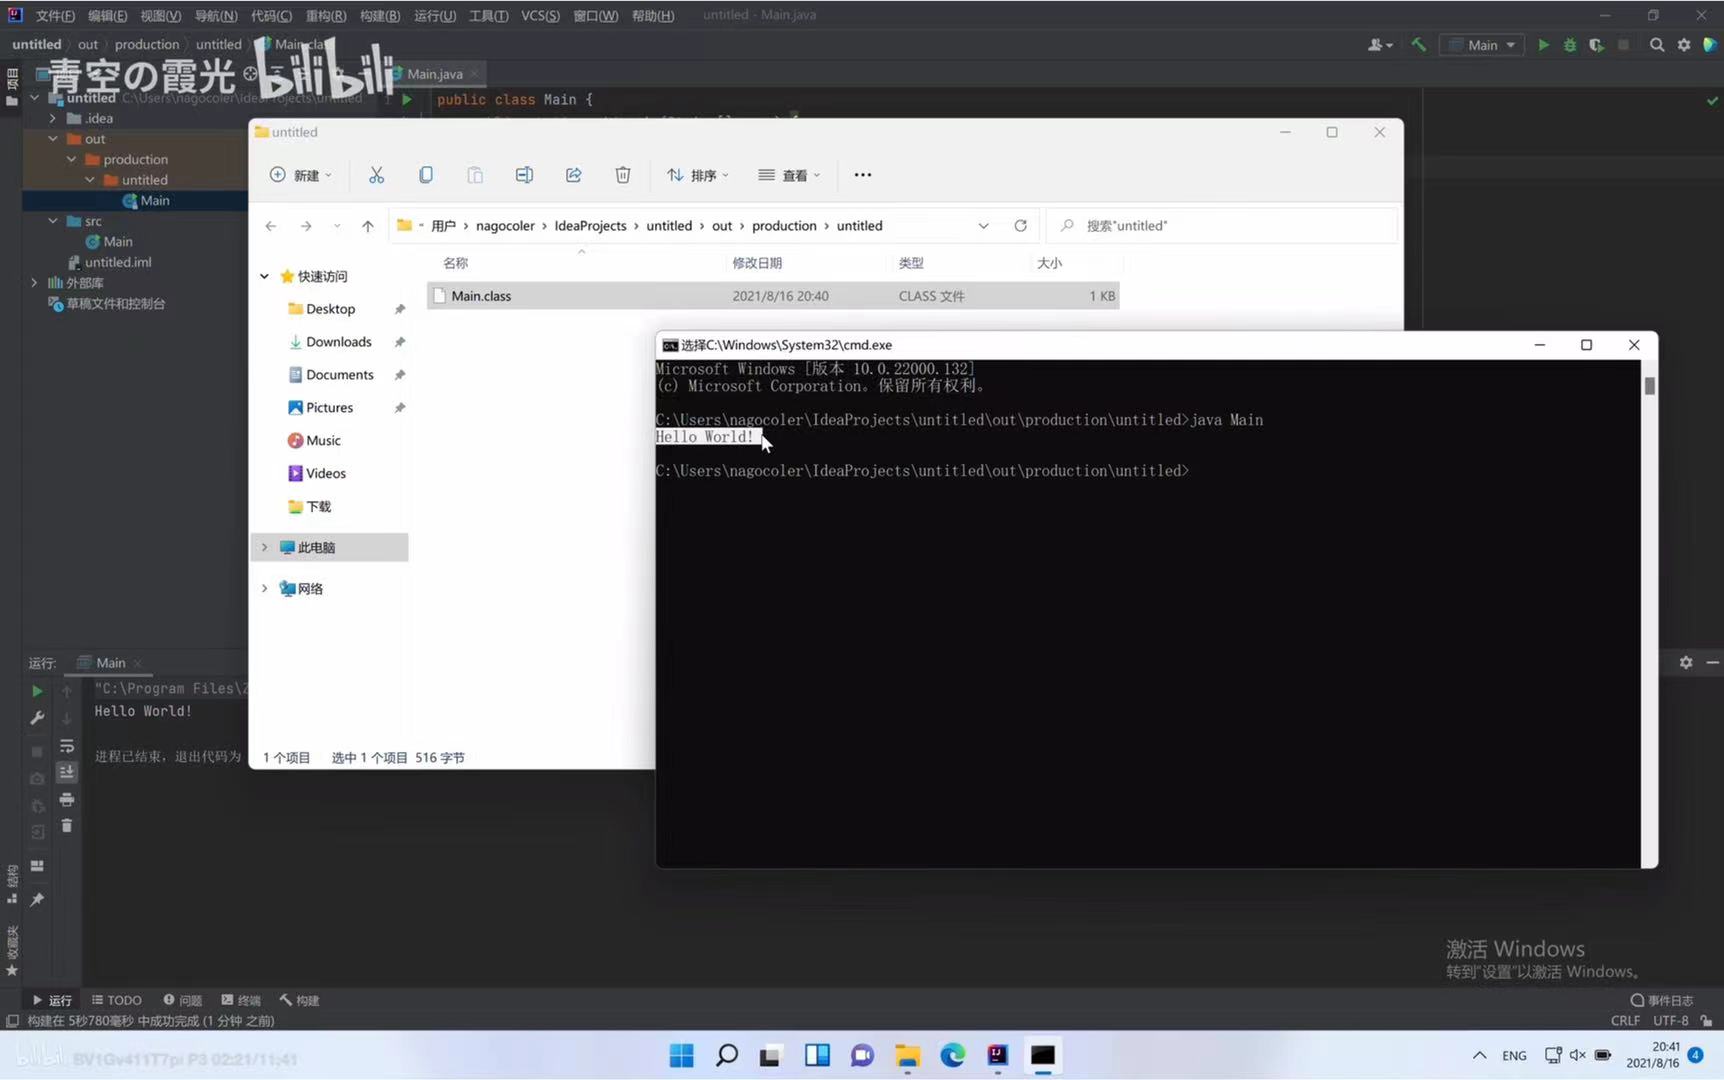 文件(F) 编辑(E) 视图(V) 导航(N) 代码(C) 重构(R) 构建(B) 运行(U) 工具(T) VCS(S) 窗口(W) 帮助(H) untitled - Main.java
untitled out production untitled Main.class
Main
青空の霞光 bilibili
项目
Main.java
untitled C:\Users\nagocoler\IdeaProjects\untitled
1 public class Main {
.idea
out
production
untitled
Main
src
Main
untitled.iml
外部库
草稿文件和控制台
untitled
新建
排序
查看
用户 › nagocoler › IdeaProjects › untitled › out › production › untitled
搜索"untitled"
名称 修改日期 类型 大小
Main.class 2021/8/16 20:40 CLASS 文件 1 KB
快速访问
Desktop
Downloads
Documents
Pictures
Music
Videos
下载
此电脑
网络
1 个项目 选中 1 个项目 516 字节
选择C:\Windows\System32\cmd.exe
Microsoft Windows [版本 10.0.22000.132]
(c) Microsoft Corporation。保留所有权利。
C:\Users\nagocoler\IdeaProjects\untitled\out\production\untitled>java Main
Hello World!
C:\Users\nagocoler\IdeaProjects\untitled\out\production\untitled>
运行: Main
"C:\Program Files\Z
Hello World!
进程已结束，退出代码为
结构
收藏夹
激活 Windows
转到"设置"以激活 Windows。
运行 TODO 问题 终端 构建 事件日志
构建在 5秒780毫秒 中成功完成 (1 分钟 之前) CRLF UTF-8
bilibili BV1Gv411T7pi P3 02:21/11:41
ENG
20:41
2021/8/16
4